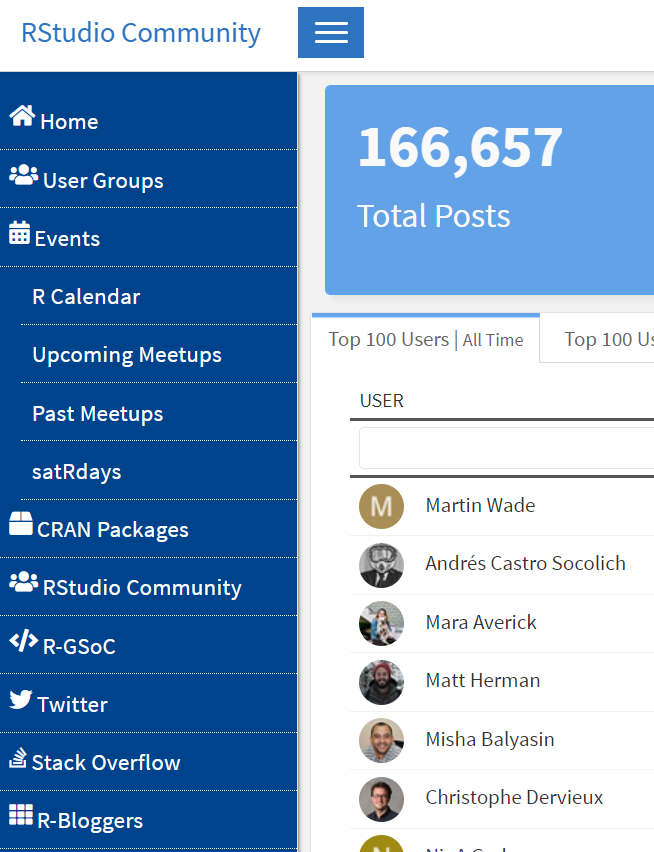 RStudio Community
Home
User Groups
Events
R Calendar
Upcoming Meetups
Past Meetups
satRdays
CRAN Packages
RStudio Community
R-GSoC
Twitter
Stack Overflow
R-Bloggers
166,657
Total Posts
Top 100 Users | All Time
Top 100
USER
M Martin Wade
Andrés Castro Socolich
Mara Averick
Matt Herman
Misha Balyasin
Christophe Dervieux